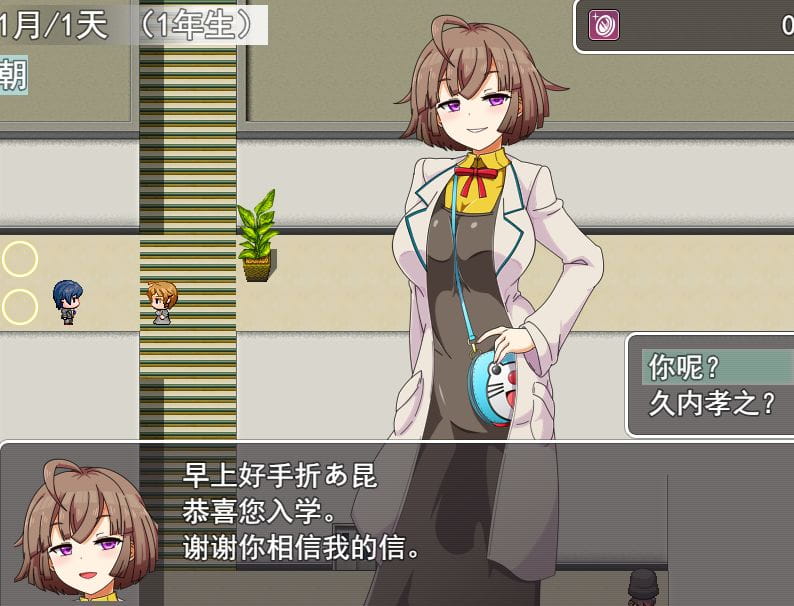 1月/1天 （1年生）
0
朝
你呢？
久内孝之？
早上好手折あ昆
恭喜您入学。
谢谢你相信我的信。